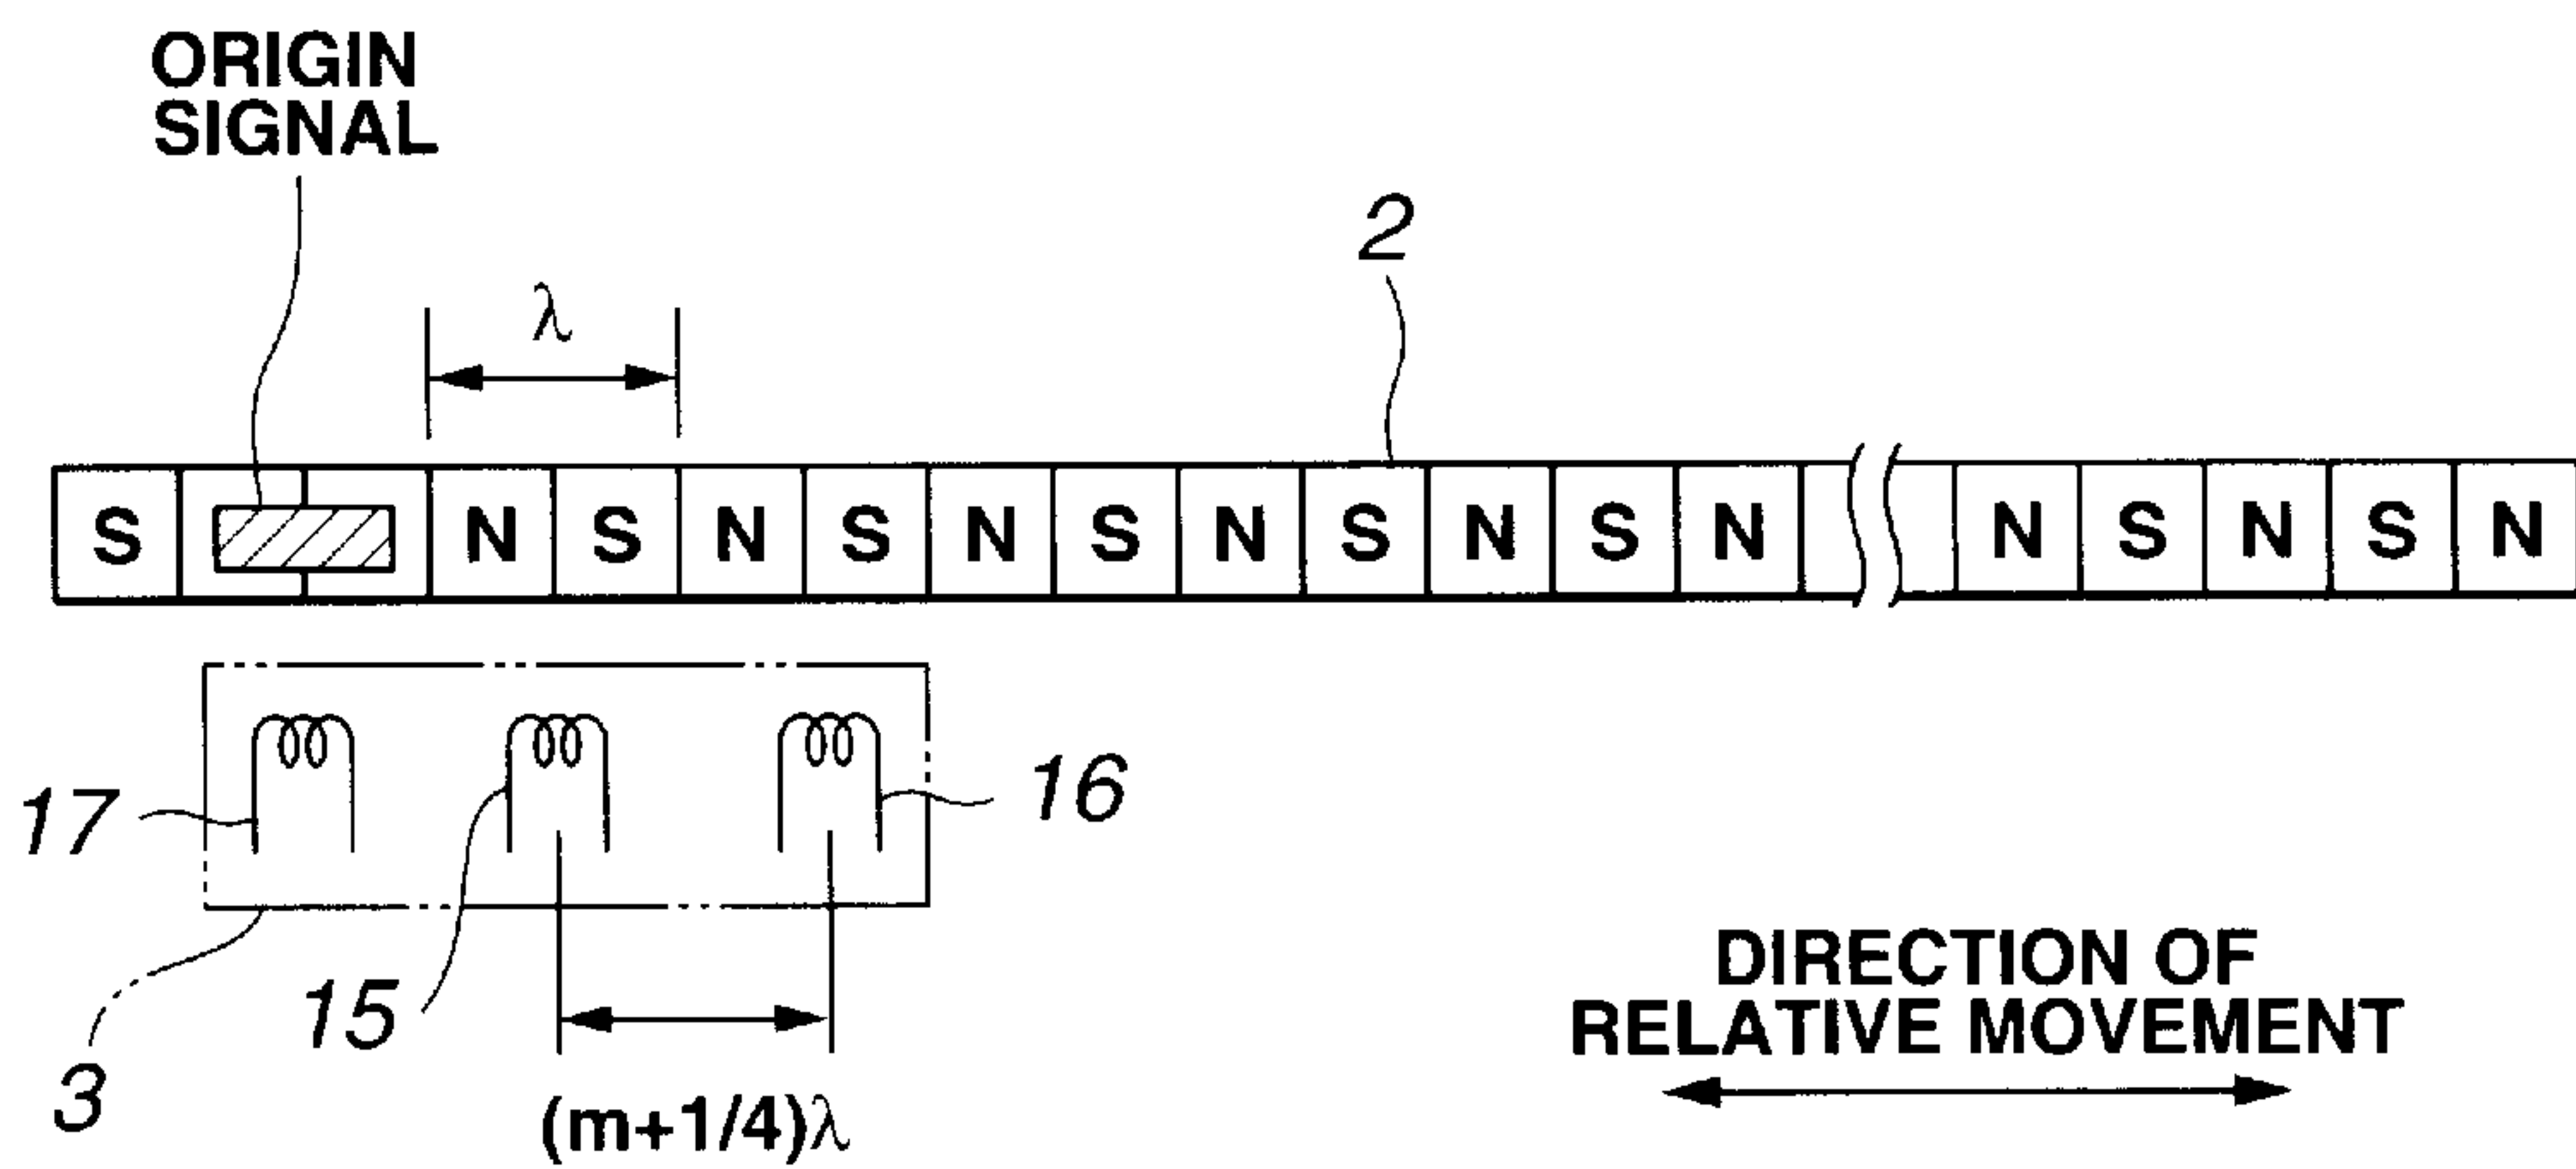 ORIGIN
SIGNAL
2
λ
S N S N S N S N S N S N N S N S N
17
16
15
3
(m+1/4)λ
DIRECTION OF
RELATIVE MOVEMENT